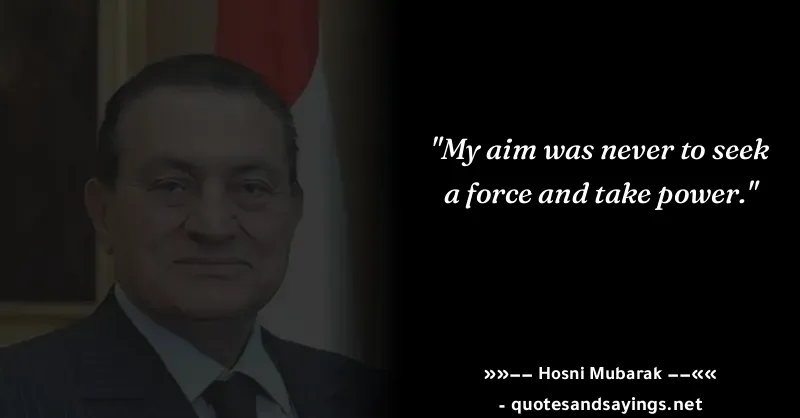 "My aim was never to seek
a force and take power."
»»-- Hosni Mubarak --««
- quotesandsayings.net